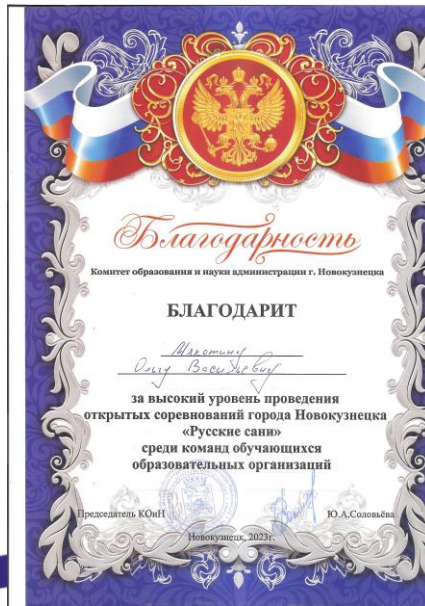 Благодарность
Комитет образования и науки администрации г. Новокузнецка
БЛАГОДАРИТ
Ольгу Васильевну
за высокий уровень проведения
открытых соревнований города Новокузнецка
«Русские сани»
среди команд обучающихся
образовательных организаций
Председатель КОиН Ю.А.Соловьёва
Новокузнецк, 2023г.